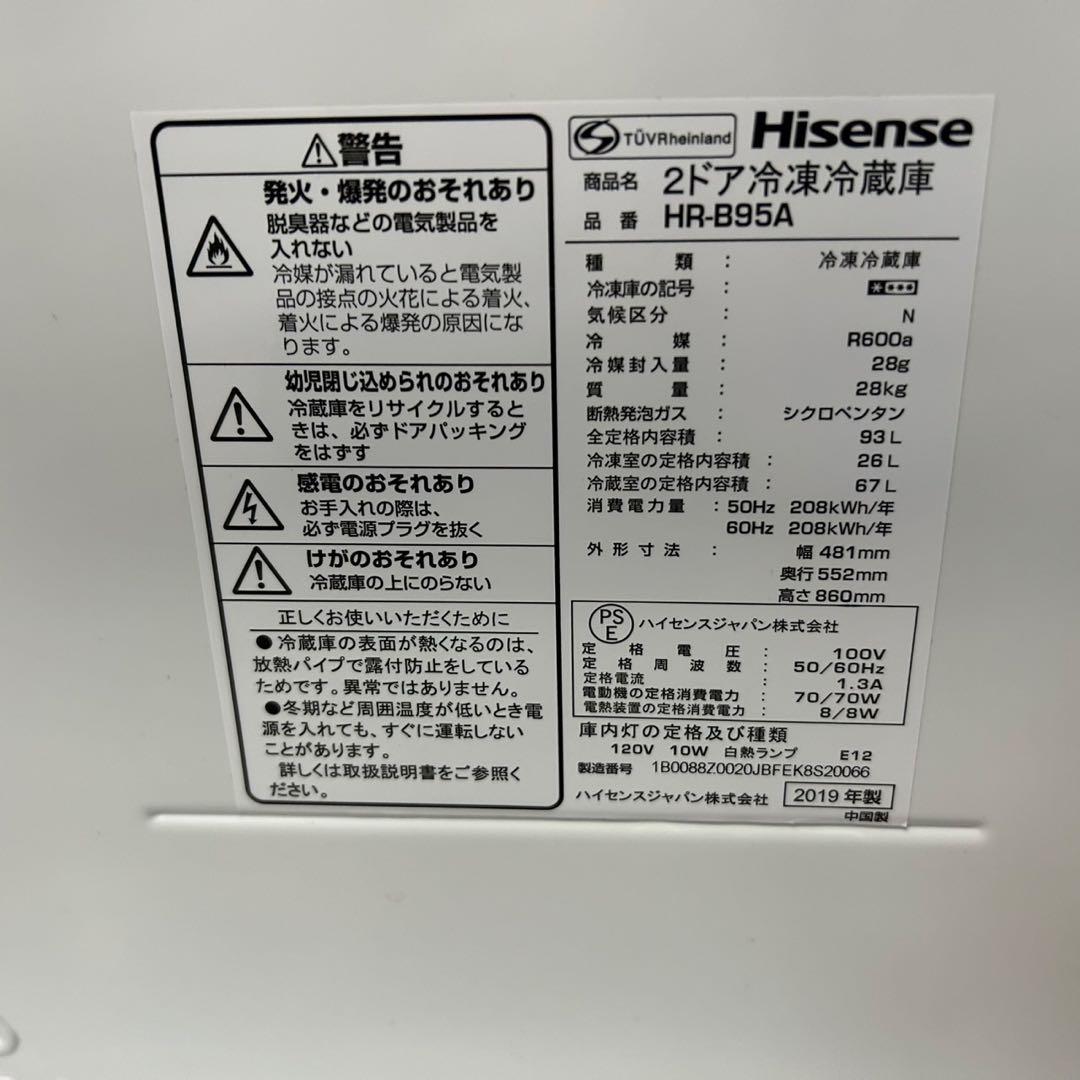 警告
発火・爆発のおそれあり
脱臭器などの電気製品を
入れない
冷媒が漏れていると電気製
品の接点の火花による着火、
着火による爆発の原因にな
ります。
幼児閉じ込められのおそれあり
冷蔵庫をリサイクルすると
きは、必ずドアパッキング
をはずす
感電のおそれあり
お手入れの際は、
必ず電源プラグを抜く
けがのおそれあり
冷蔵庫の上にのらない
正しくお使いいただくために
●冷蔵庫の表面が熱くなるのは、
放熱パイプで露付防止をしている
ためです。異常ではありません。
●冬期など周囲温度が低いとき電
源を入れても、すぐに運転しない
ことがあります。
詳しくは取扱説明書をご参照く
ださい。
TÜVRheinland Hisense
商品名 2ドア冷凍冷蔵庫
品番 HR-B95A
種類 : 冷凍冷蔵庫
冷凍庫の記号 : ****
気候区分 : N
冷媒 : R600a
冷媒封入量 : 28g
質量 : 28kg
断熱発泡ガス : シクロペンタン
全定格内容積 : 93L
冷凍室の定格内容積 : 26L
冷蔵室の定格内容積 : 67L
消費電力量 : 50Hz 208kWh/年
60Hz 208kWh/年
外形寸法 : 幅 481mm
奥行 552mm
高さ 860mm
PSE ハイセンスジャパン株式会社
定格電圧 : 100V
定格周波数 : 50/60Hz
定格電流 : 1.3A
電動機の定格消費電力 : 70/70W
電熱装置の定格消費電力 : 8/8W
庫内灯の定格及び種類
120V 10W 白熱ランプ E12
製造番号 1B0088Z0020JBFEK8S20066
ハイセンスジャパン株式会社 2019年製
中国製